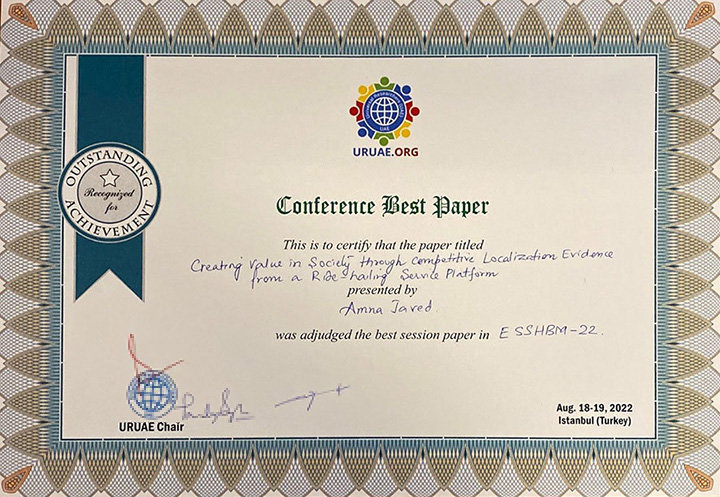 URUAE.ORG
OUTSTANDING
Recognized
for
ACHIEVEMENT
Conference Best Paper
This is to certify that the paper titled
Creating Value in Society through Competitive Localization Evidence
from a Ride-hailing Service Platform
presented by
Amna Javed.
was adjudged the best session paper in ESSHBM-22.
URUAE Chair
Aug. 18-19, 2022
Istanbul (Turkey)